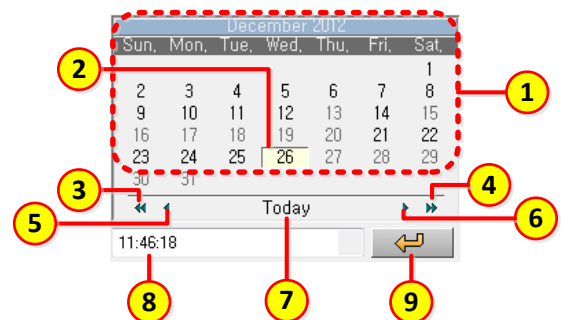 December 2012
Sun, Mon, Tue, Wed, Thu, Fri, Sat,
1
2 3 4 5 6 7 8
9 10 11 12 13 14 15
16 17 18 19 20 21 22
23 24 25 26 27 28 29
30 31
Today
11:46:18
1
2
3
4
5
6
7
8
9